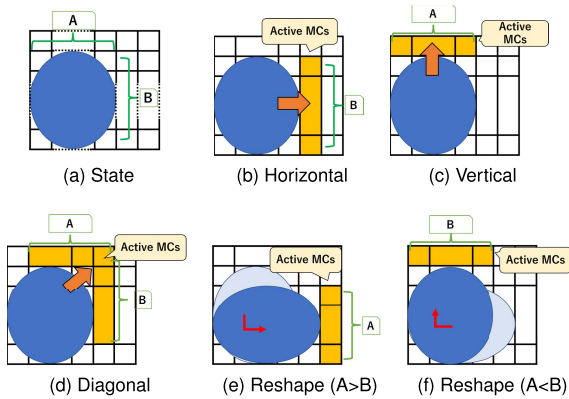 A
B
(a) State
Active MCs
B
(b) Horizontal
A
Active
MCs
(c) Vertical
A
Active MCs
B
(d) Diagonal
Active MCs
A
(e) Reshape (A>B)
B
Active MCs
(f) Reshape (A<B)